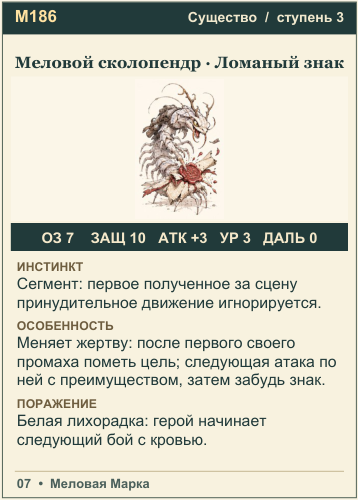 М186
Существо / ступень 3
Меловой сколопендр · Ломаный знак
ОЗ 7 ЗАЩ 10 АТК +3 УР 3 ДАЛЬ 0
ИНСТИНКТ
Сегмент: первое полученное за сцену
принудительное движение игнорируется.
ОСОБЕННОСТЬ
Меняет жертву: после первого своего
промаха пометь цель; следующая атака по
ней с преимуществом, затем забудь знак.
ПОРАЖЕНИЕ
Белая лихорадка: герой начинает
следующий бой с кровью.
07 • Меловая Марка